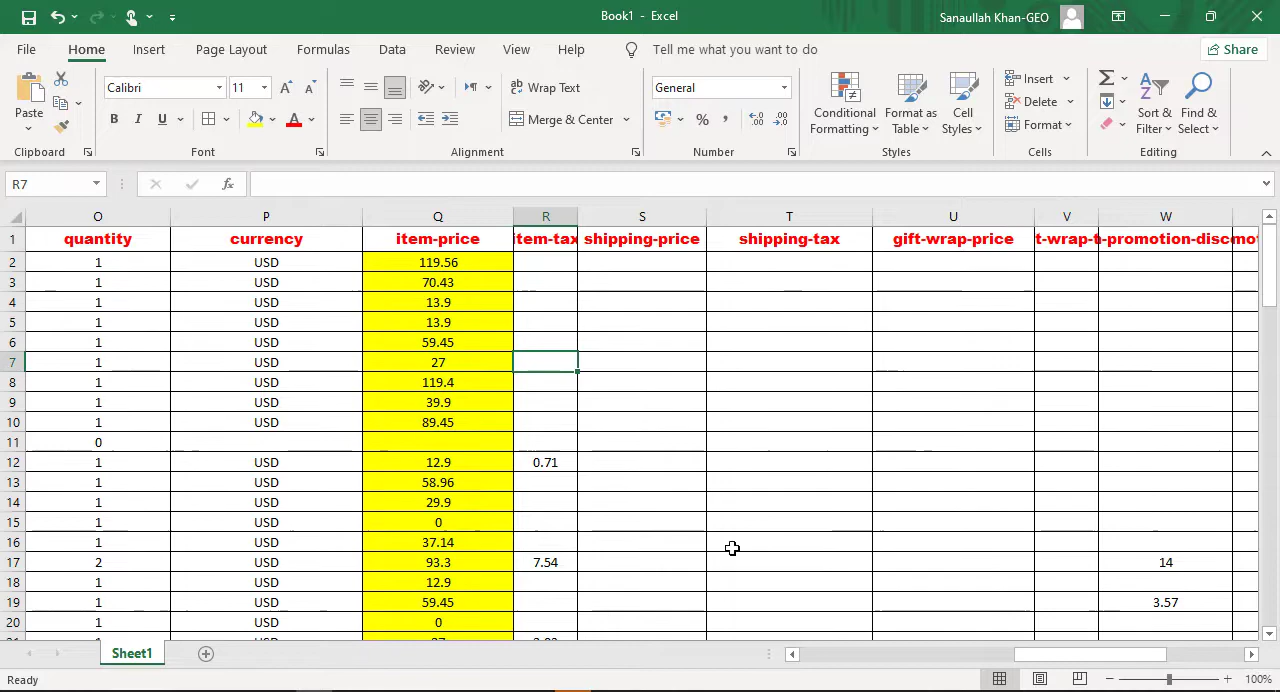 Book1 - Excel
Sanaullah Khan-GEO
File Home Insert Page Layout Formulas Data Review View Help Tell me what you want to do Share
Calibri 11 Wrap Text General Insert
Paste B I U Merge & Center % , Conditional Formatting Format as Table Cell Styles Delete Format Sort & Filter Find & Select
Clipboard Font Alignment Number Styles Cells Editing
R7 fx
O P Q R S T U V W
1 quantity currency item-price item-tax shipping-price shipping-tax gift-wrap-price t-wrap-t -promotion-disc mot
2 1 USD 119.56
3 1 USD 70.43
4 1 USD 13.9
5 1 USD 13.9
6 1 USD 59.45
7 1 USD 27
8 1 USD 119.4
9 1 USD 39.9
10 1 USD 89.45
11 0
12 1 USD 12.9 0.71
13 1 USD 58.96
14 1 USD 29.9
15 1 USD 0
16 1 USD 37.14
17 2 USD 93.3 7.54 14
18 1 USD 12.9
19 1 USD 59.45 3.57
20 1 USD 0
Sheet1
Ready 100%